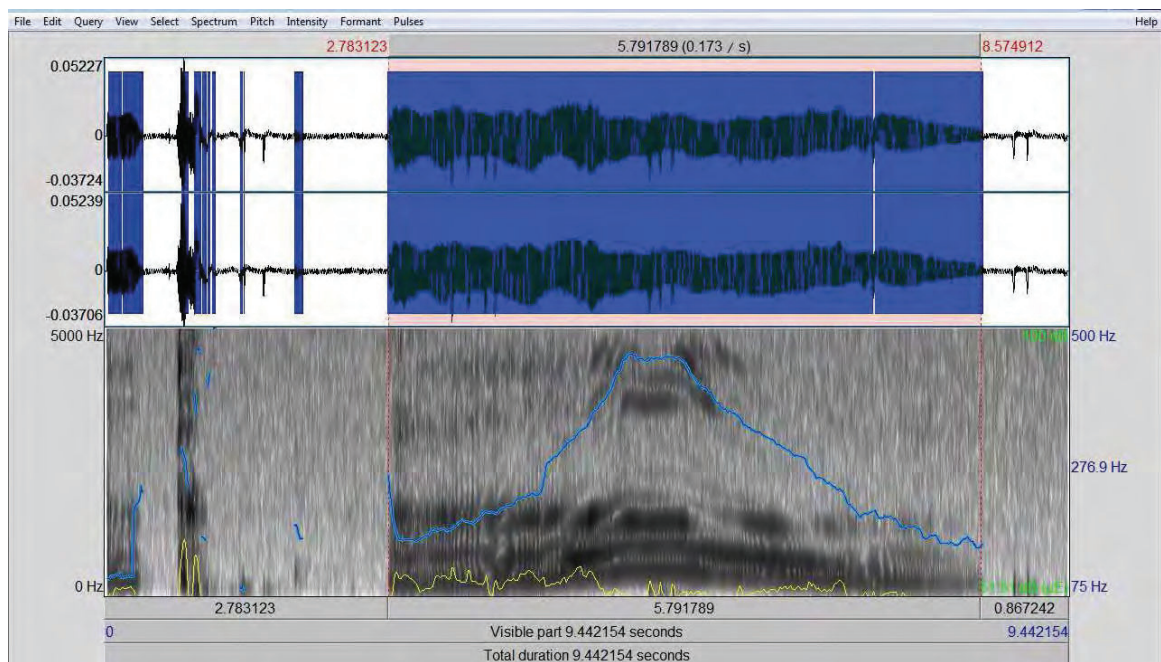 File Edit Query View Select Spectrum Pitch Intensity Formant Pulses Help
2.783123 5.791789 (0.173 / s) 8.574912
0.05227
0
-0.03724
0.05239
0
-0.03706
5000 Hz 500 Hz
276.9 Hz
0 Hz 75 Hz
2.783123 5.791789 0.867242
0 Visible part 9.442154 seconds 9.442154
Total duration 9.442154 seconds